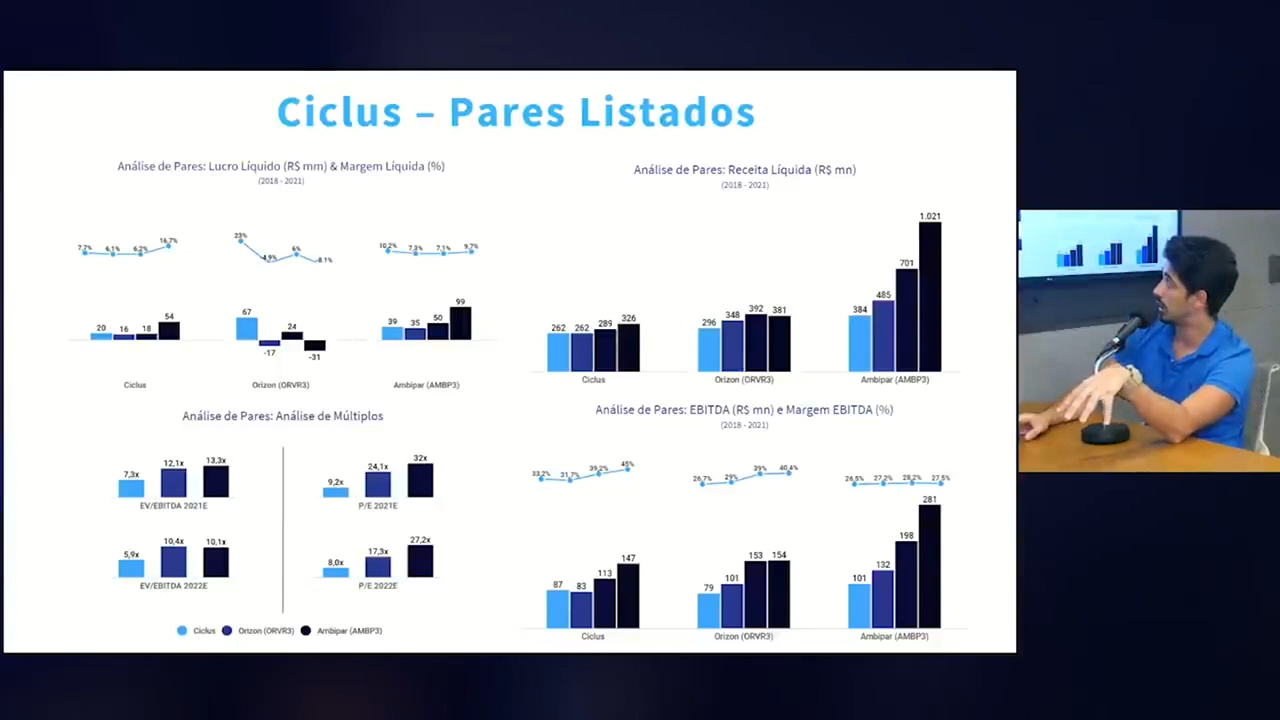 Ciclus – Pares Listados
Análise de Pares: Lucro Líquido (R$ mm) & Margem Líquida (%)
(2018 - 2021)
7,7% 6,1% 6,2% 16,7%
23% -4,9% 6% -8,1%
10,2% 7,3% 7,1% 9,7%
20 16 18 54
67 -17 24 -31
39 35 50 99
Ciclus
Orizon (ORVR3)
Ambipar (AMBP3)
Análise de Pares: Receita Líquida (R$ mn)
(2018 - 2021)
262 262 289 326
296 348 392 381
384 485 701 1.021
Ciclus
Orizon (ORVR3)
Ambipar (AMBP3)
Análise de Pares: Análise de Múltiplos
7,3x 12,1x 13,3x
EV/EBITDA 2021E
9,2x 24,1x 32x
P/E 2021E
5,9x 10,4x 10,1x
EV/EBITDA 2022E
8,0x 17,3x 27,2x
P/E 2022E
Ciclus Orizon (ORVR3) Ambipar (AMBP3)
Análise de Pares: EBITDA (R$ mn) e Margem EBITDA (%)
(2018 - 2021)
33,2% 31,7% 39,2% 45%
26,7% 29% 39% 40,4%
26,5% 27,2% 28,2% 27,5%
87 83 113 147
79 101 153 154
101 132 198 281
Ciclus
Orizon (ORVR3)
Ambipar (AMBP3)